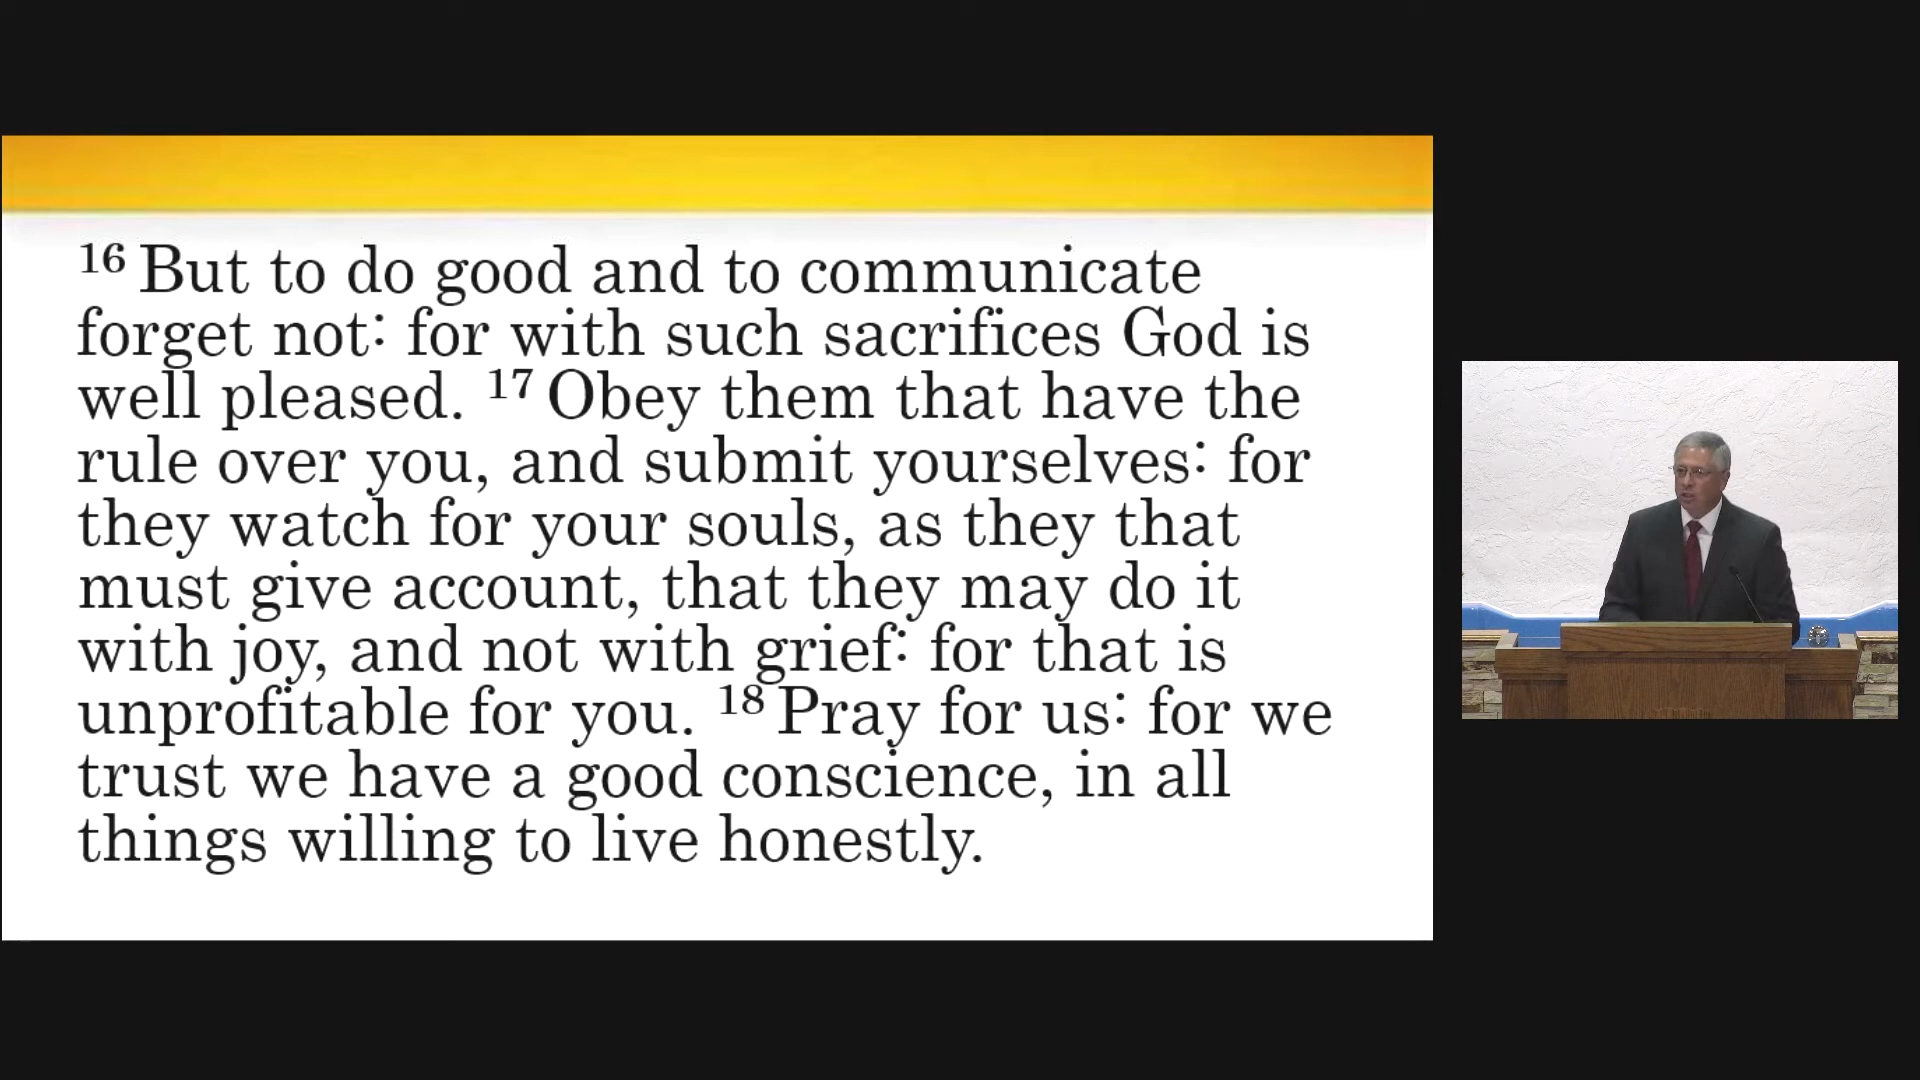 16 But to do good and to communicate
forget not: for with such sacrifices God is
well pleased. 17 Obey them that have the
rule over you, and submit yourselves: for
they watch for your souls, as they that
must give account, that they may do it
with joy, and not with grief: for that is
unprofitable for you. 18 Pray for us: for we
trust we have a good conscience, in all
things willing to live honestly.